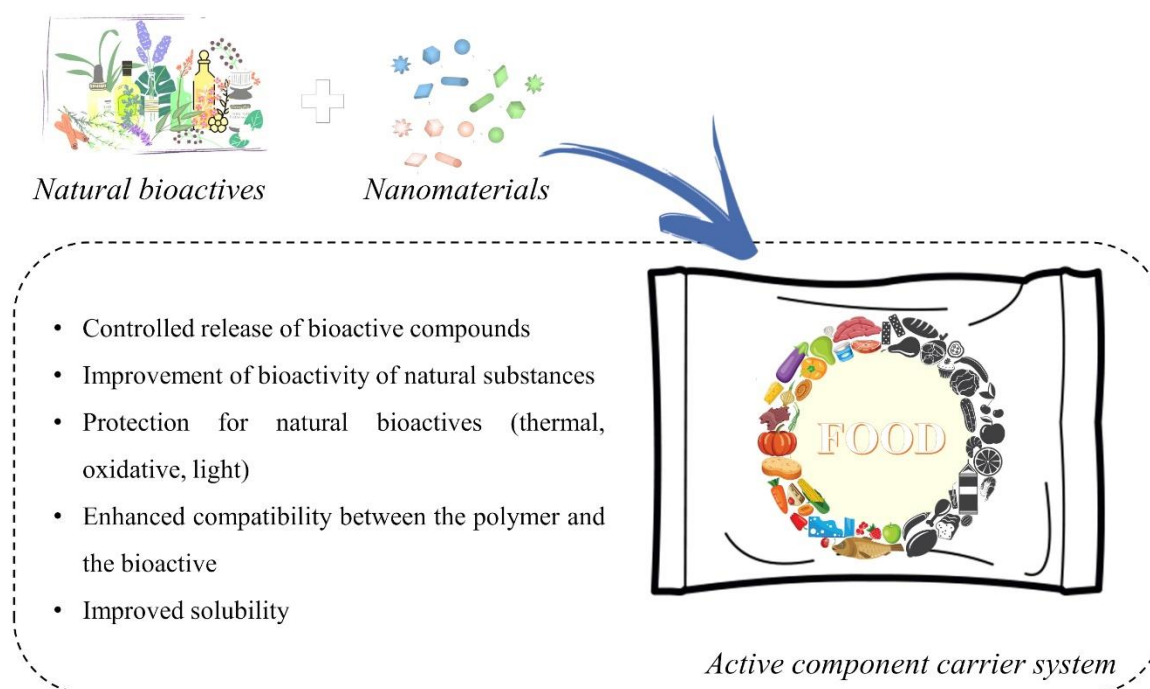 Natural bioactives
Nanomaterials
• Controlled release of bioactive compounds
• Improvement of bioactivity of natural substances
• Protection for natural bioactives (thermal,
oxidative, light)
• Enhanced compatibility between the polymer and
the bioactive
• Improved solubility
FOOD
Active component carrier system